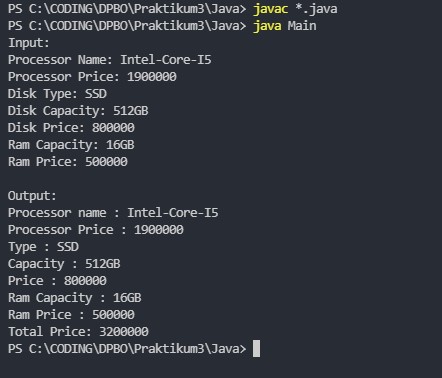 PS C:\CODING\DPBO\Praktikum3\Java> javac *.java
PS C:\CODING\DPBO\Praktikum3\Java> java Main
Input:
Processor Name: Intel-Core-I5
Processor Price: 1900000
Disk Type: SSD
Disk Capacity: 512GB
Disk Price: 800000
Ram Capacity: 16GB
Ram Price: 500000

Output:
Processor name : Intel-Core-I5
Processor Price : 1900000
Type : SSD
Capacity : 512GB
Price : 800000
Ram Capacity : 16GB
Ram Price : 500000
Total Price: 3200000
PS C:\CODING\DPBO\Praktikum3\Java>